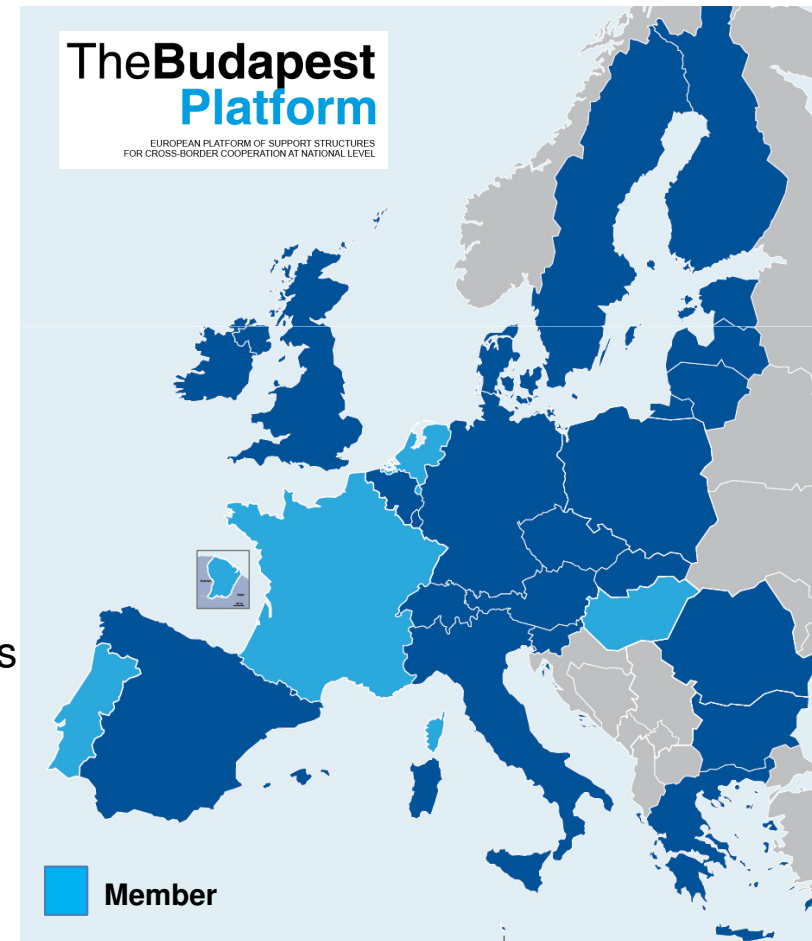 TheBudapest
Platform
EUROPEAN PLATFORM OF SUPPORT STRUCTURES
FOR CROSS-BORDER COOPERATION AT NATIONAL LEVEL
s
Member